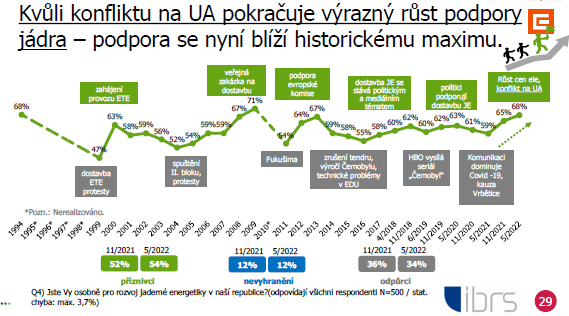 Kvůli konfliktu na UA pokračuje výrazný růst podpory
jádra – podpora se nyní blíží historickému maximu.
zahájení
provozu ETE
veřejná
zakázka na
dostavbu
podpora
evropské
komise
dostavba JE se
stává politickým
a mediálním
tématem
politici
podporují
dostavbu JE
Růst cen ele,
konflikt na UA
68%
47%
63%
58%
59%
56%
52%
54%
59%
59%
67%
71%
54%
64%
67%
59%
58%
55%
58%
60%
62%
60%
62%
63%
61%
59%
65%
68%
dostavba
ETE
protesty
spuštění
II. bloku,
protesty
Fukušima
zrušení tendru,
výročí Černobylu,
technické problémy
v EDU
HBO vysílá
seriál
„Černobyl“
Komunikaci
dominuje
Covid -19,
kauza
Vrbětice
*Pozn.: Nerealizováno.
1994
1995*
1996*
1997*
1998*
1999
2000
2001
2002
2003
2004
2005
2006
2007
2008
2009
2010*
2011
2012
2013
2014
2015
2016
2017
4/2018
11/2018
6/2019
11/2019
5/2020
11/2020
5/2021
11/2021
5/2022
11/2021 5/2022
52% 54%
příznivci
11/2021 5/2022
12% 12%
nevyhranění
11/2021 5/2022
36% 34%
odpůrci
Q4) Jste Vy osobně pro rozvoj jaderné energetiky v naší republice?(odpovídají všichni respondenti N=500 / stat.
chyba: max. 3,7%)
ibrs
29